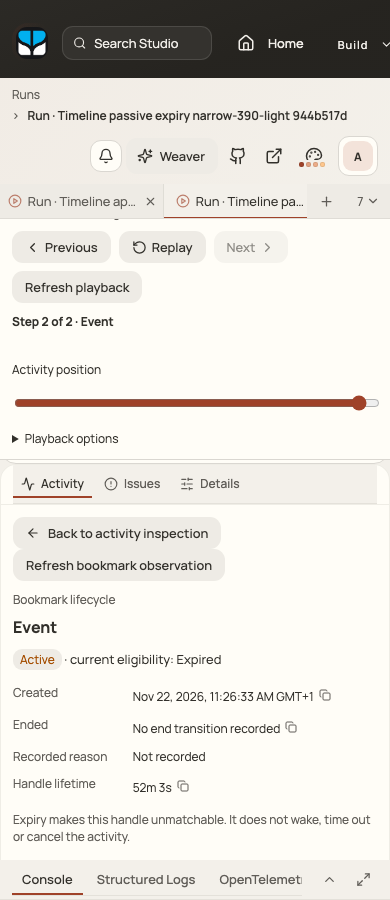 Search Studio
Home
Build
Runs
Run · Timeline passive expiry narrow-390-light 944b517d
Weaver
A
Run · Timeline ap...
Run · Timeline pa...
7
Previous
Replay
Next
Refresh playback
Step 2 of 2 · Event
Activity position
Playback options
Activity
Issues
Details
Back to activity inspection
Refresh bookmark observation
Bookmark lifecycle
Event
Active · current eligibility: Expired
Created Nov 22, 2026, 11:26:33 AM GMT+1
Ended No end transition recorded
Recorded reason Not recorded
Handle lifetime 52m 3s
Expiry makes this handle unmatchable. It does not wake, time out
or cancel the activity.
Console
Structured Logs
OpenTelemet